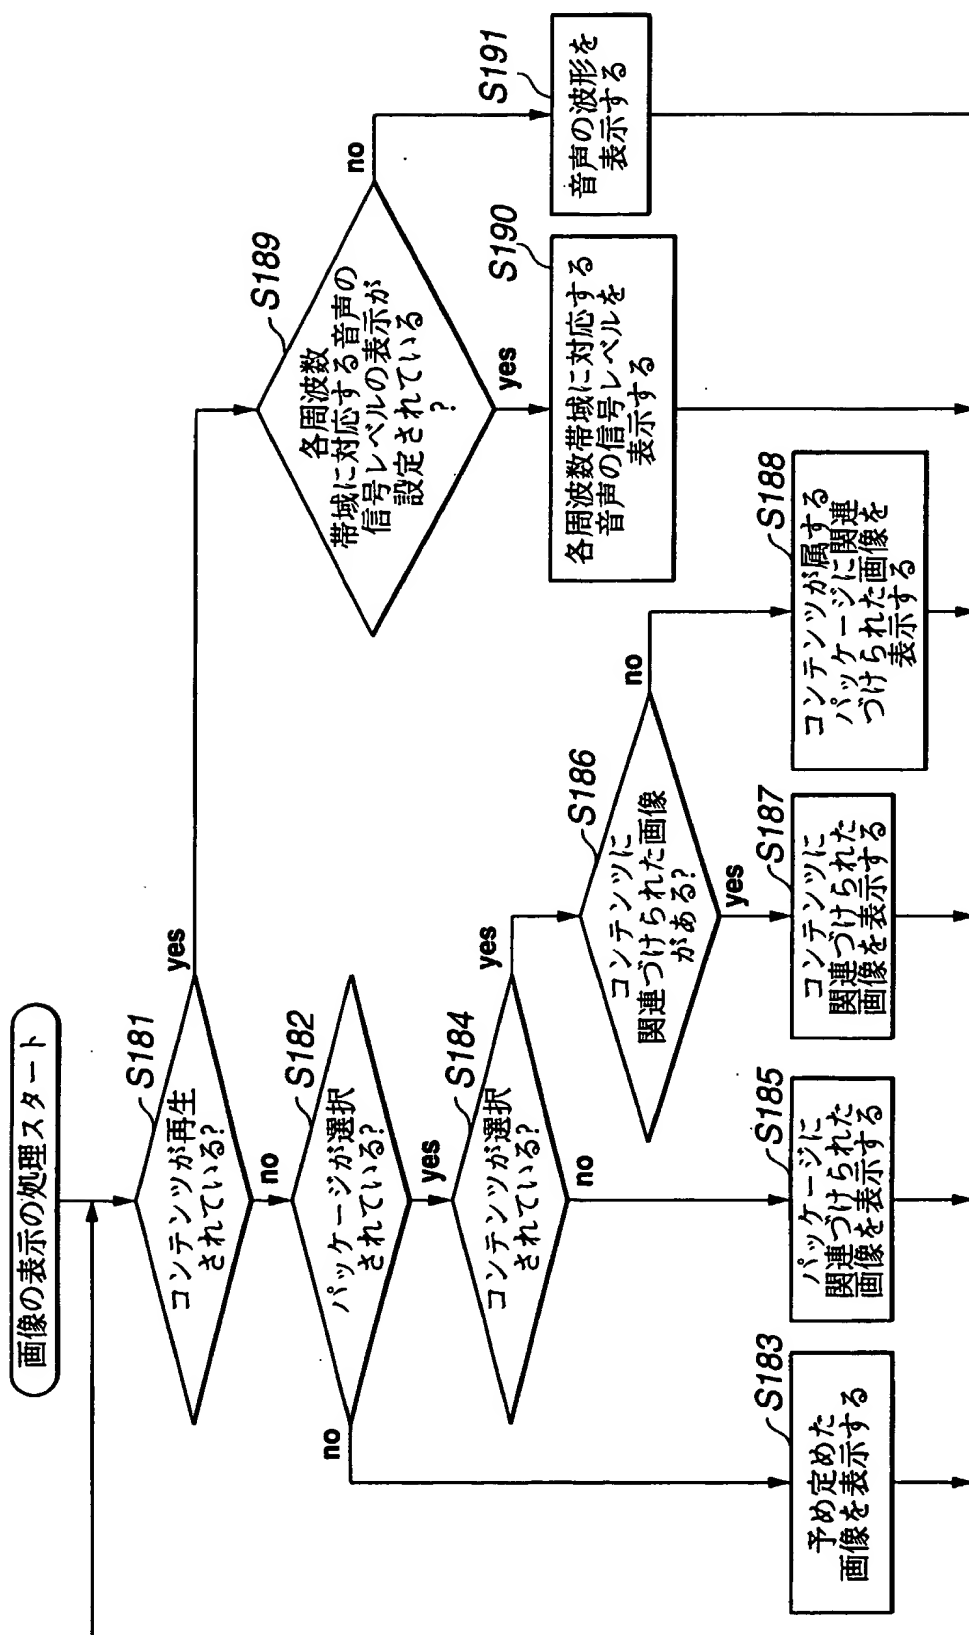 画像の表示の処理スタート
S181
コンテンツが再生
されている?
yes
no
S182
パッケージが選択
されている?
no
yes
S184
コンテンツが選択
されている?
yes
no
S183
予め定めた
画像を表示する
S185
パッケージに
関連づけられた
画像を表示する
S186
コンテンツに
関連づけられた画像
がある?
no
yes
S187
コンテンツに
関連づけられた
画像を表示する
S188
コンテンツが属する
パッケージに関連
づけられた画像を
表示する
S189
各周波数
帯域に対応する音声の
信号レベルの表示が
設定されている
?
no
yes
S190
各周波数帯域に対応する
音声の信号レベルを
表示する
S191
音声の波形を
表示する